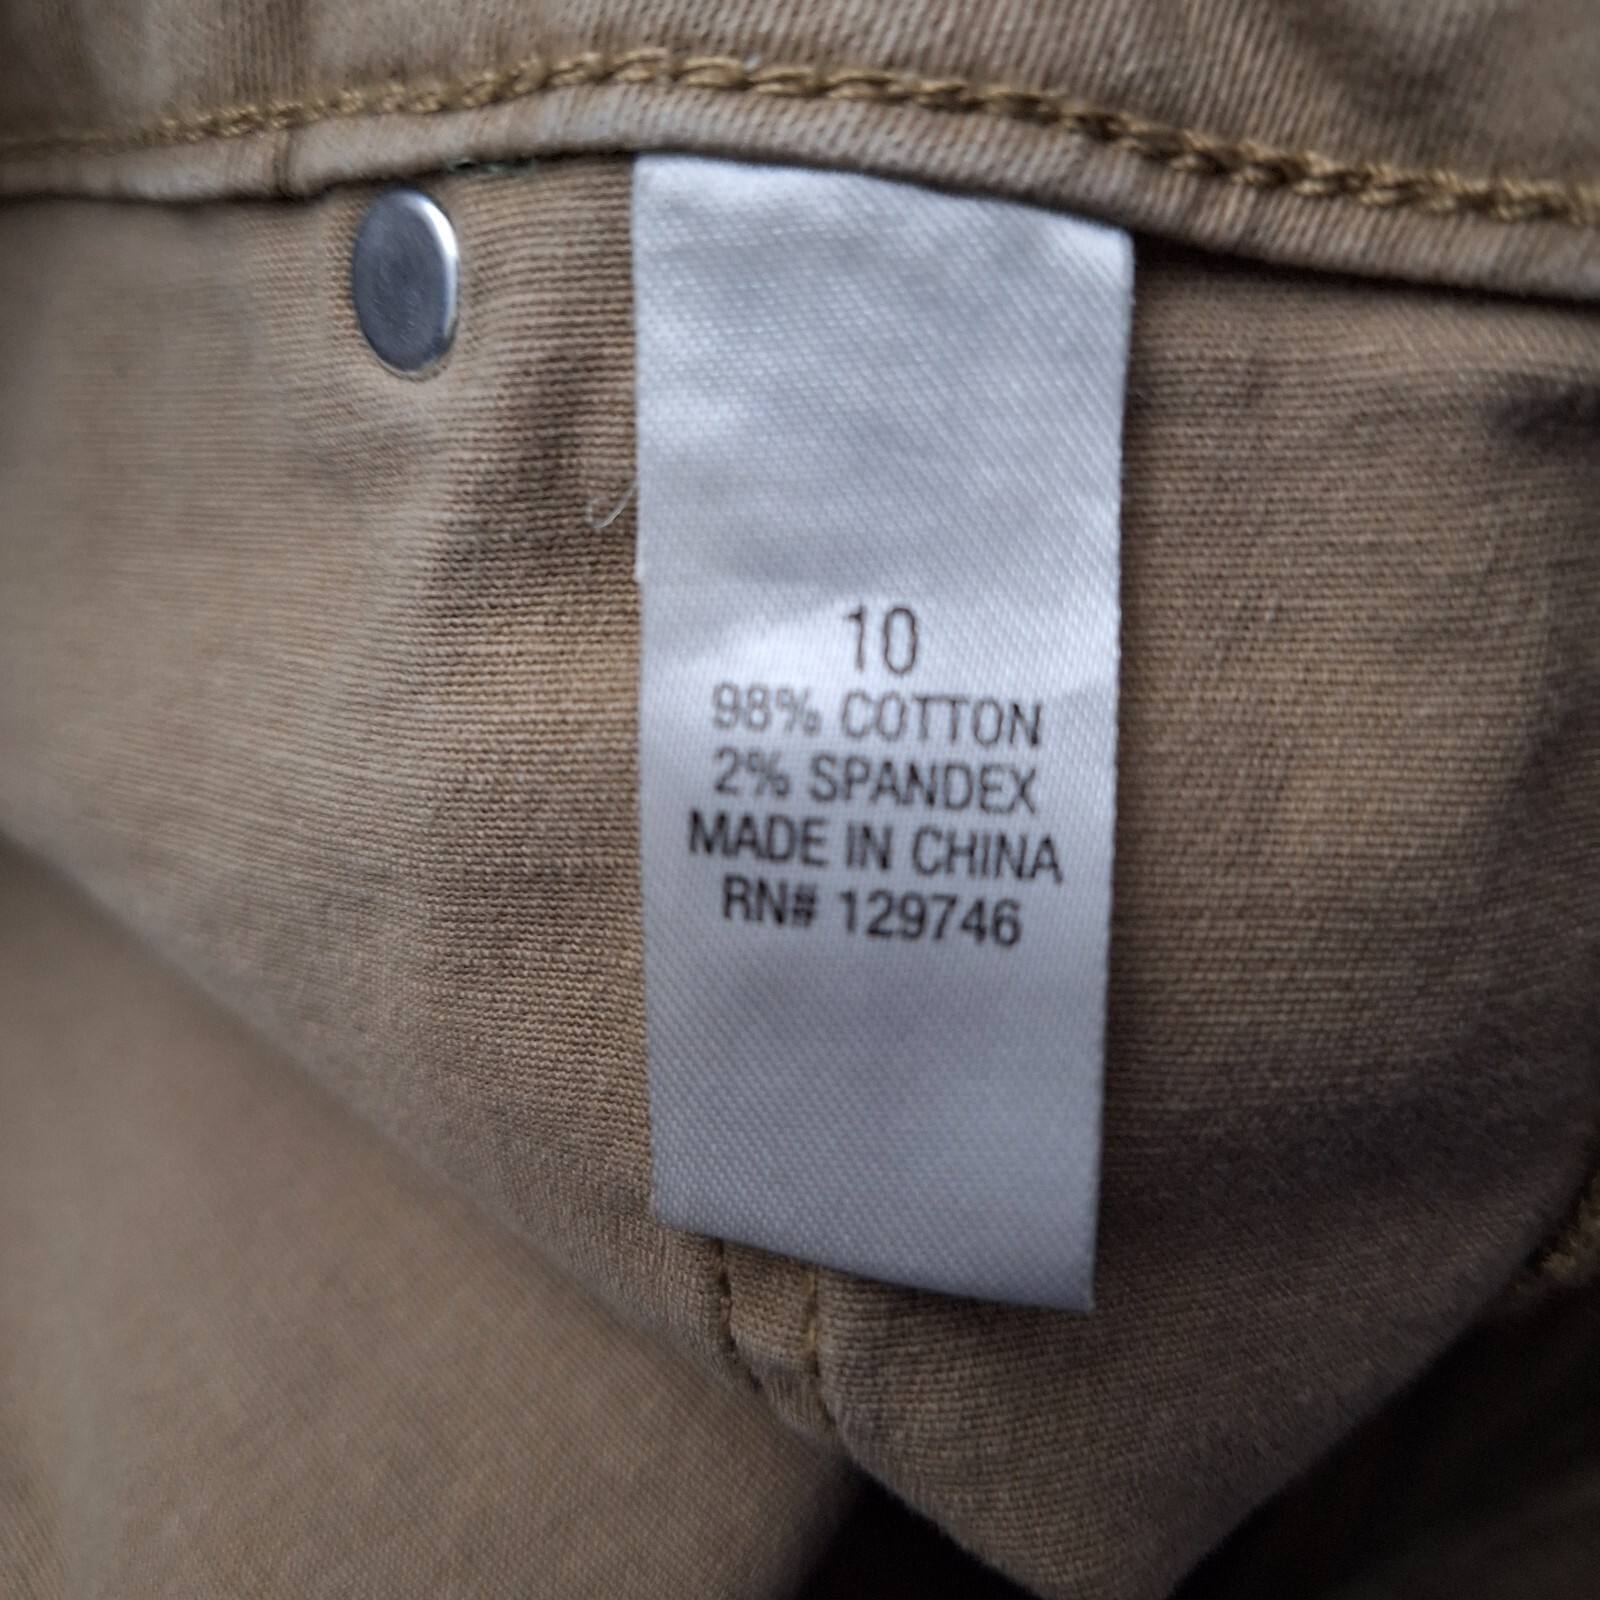 10
98% COTTON
2% SPANDEX
MADE IN CHINA
RN# 129746